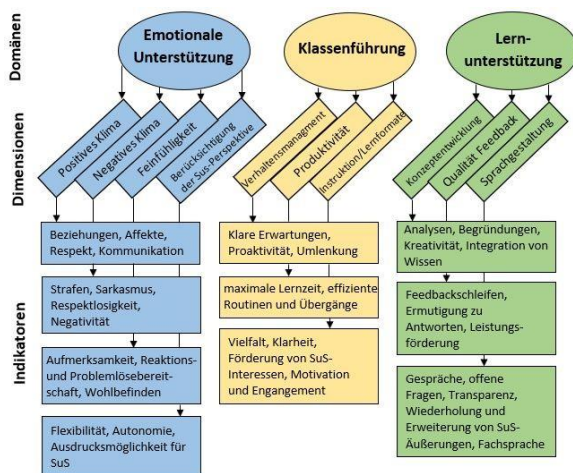 Domänen
Emotionale
Unterstützung
Klassenführung
Lern-
unterstützung
Dimensionen
Positives Klima
Negatives Klima
Feinfühligkeit
Berücksichtigung
der Sus-Perspektive
Verhaltensmanagment
Produktivität
Instruktion/Lernformate
Konzeptentwicklung
Qualität Feedback
Sprachgestaltung
Indikatoren
Beziehungen, Affekte,
Respekt, Kommunikation
Strafen, Sarkasmus,
Respektlosigkeit,
Negativität
Aufmerksamkeit, Reaktions-
und Problemlösebereit-
schaft, Wohlbefinden
Flexibilität, Autonomie,
Ausdrucksmöglichkeit für
SuS
Klare Erwartungen,
Proaktivität, Umlenkung
maximale Lernzeit, effiziente
Routinen und Übergänge
Vielfalt, Klarheit,
Förderung von SuS-
Interessen, Motivation
und Engangement
Analysen, Begründungen,
Kreativität, Integration von
Wissen
Feedbackschleifen,
Ermutigung zu
Antworten, Leistungs-
förderung
Gespräche, offene
Fragen, Transparenz,
Wiederholung und
Erweiterung von SuS-
Äußerungen, Fachsprache